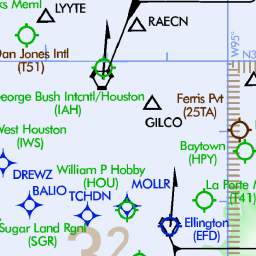 ks Meml
LYYTE
RAECN
W95°
Dan Jones Intl
(T51)
N3
George Bush Intcntl/Houston
(IAH)
Ferris Pvt
(25TA)
GILCO
West Houston
(IWS)
Baytown
(HPY)
William P Hobby
(HOU)
DREWZ
MOLLR
BALIO
TCHDN
La Porte M
(T41)
Sugar Land Rgnl
(SGR)
32
Ellington
(EFD)